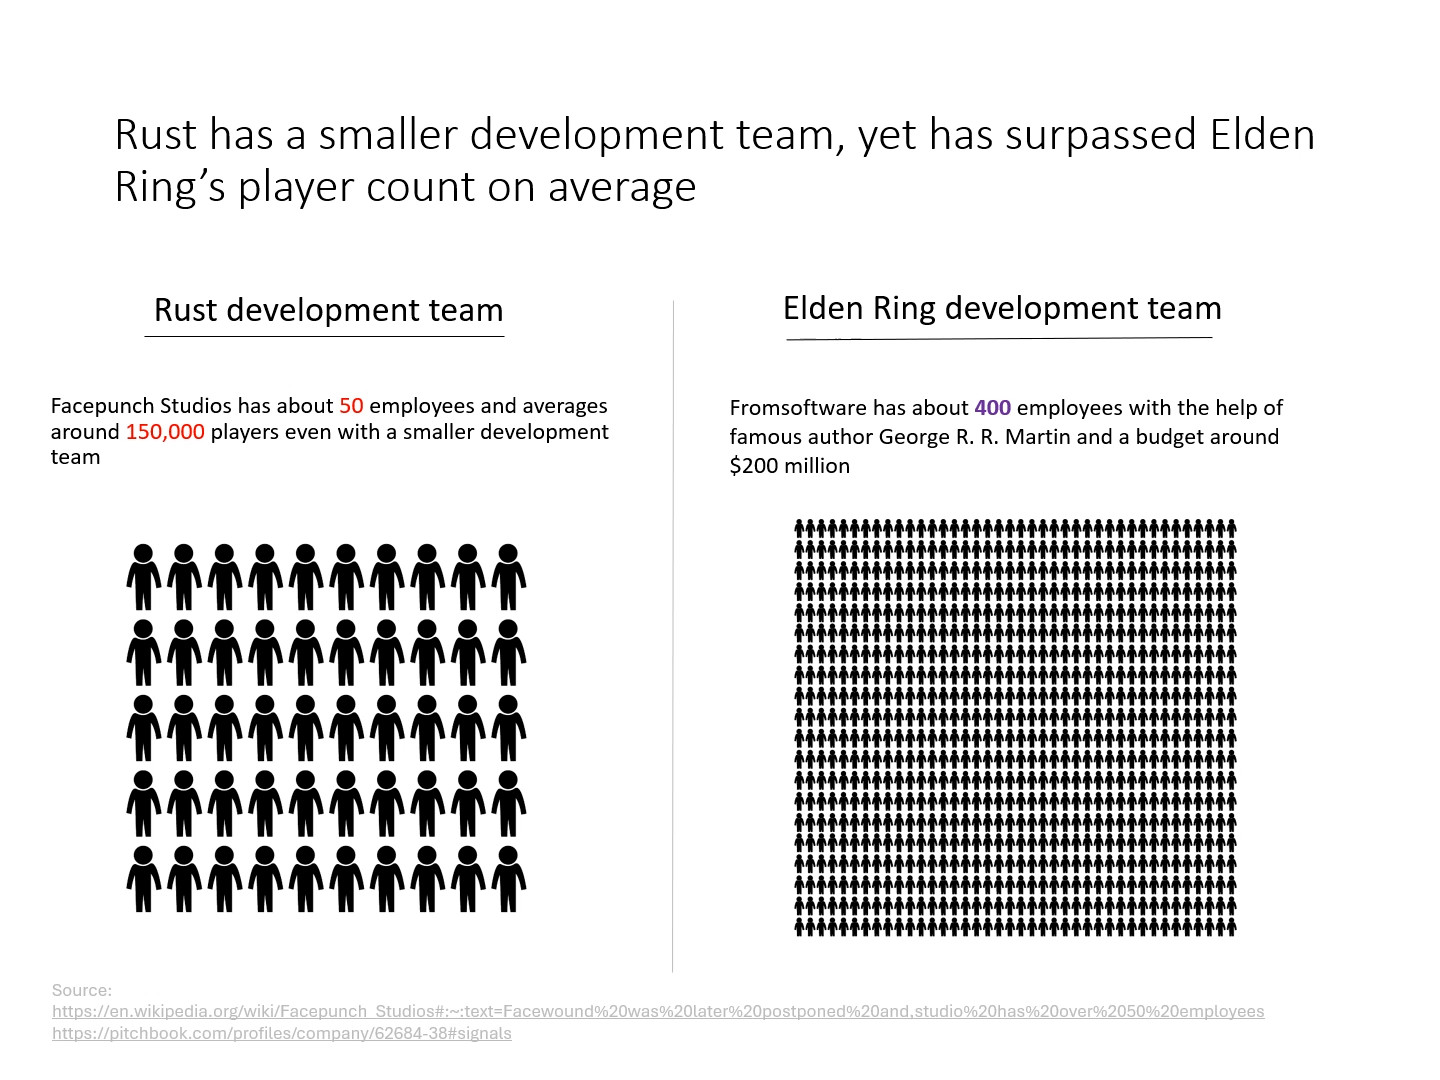 Rust has a smaller development team, yet has surpassed Elden
Ring’s player count on average
Rust development team
Facepunch Studios has about 50 employees and averages
around 150,000 players even with a smaller development
team
Elden Ring development team
Fromsoftware has about 400 employees with the help of
famous author George R. R. Martin and a budget around
$200 million
Source:
https://en.wikipedia.org/wiki/Facepunch_Studios#:~:text=Facewound%20was%20later%20postponed%20and,studio%20has%20over%2050%20employees
https://pitchbook.com/profiles/company/62684-38#signals